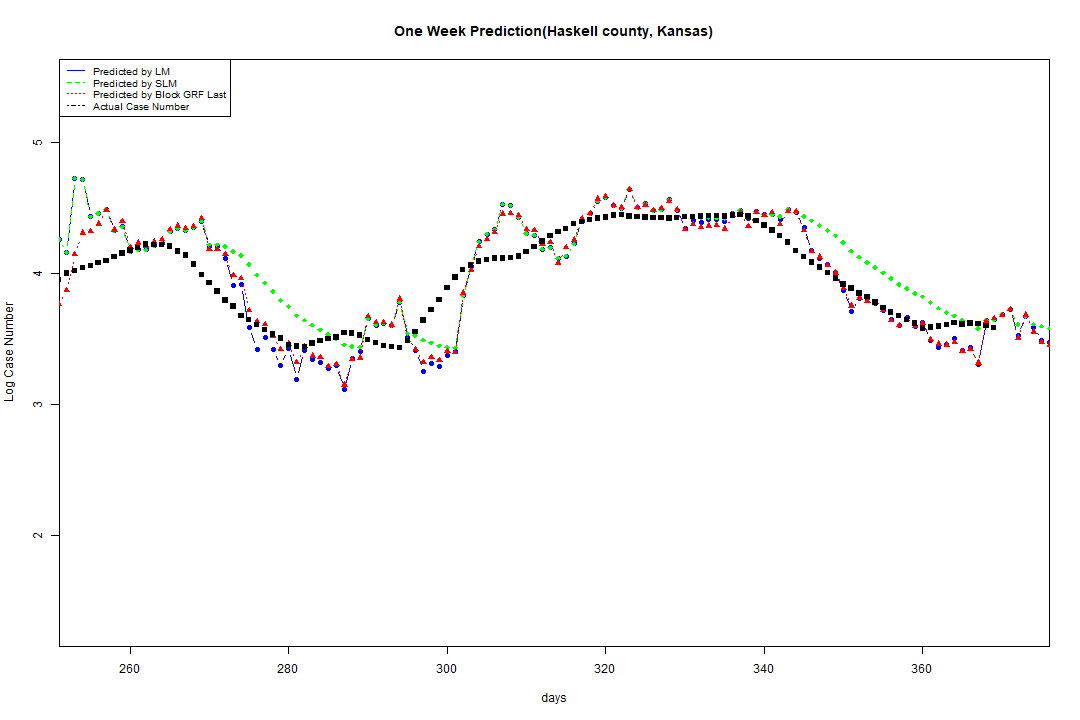 One Week Prediction(Haskell county, Kansas)
Predicted by LM
Predicted by SLM
Predicted by Block GRF Last
Actual Case Number
5
4
3
2
Log Case Number
260
280
300
320
340
360
days